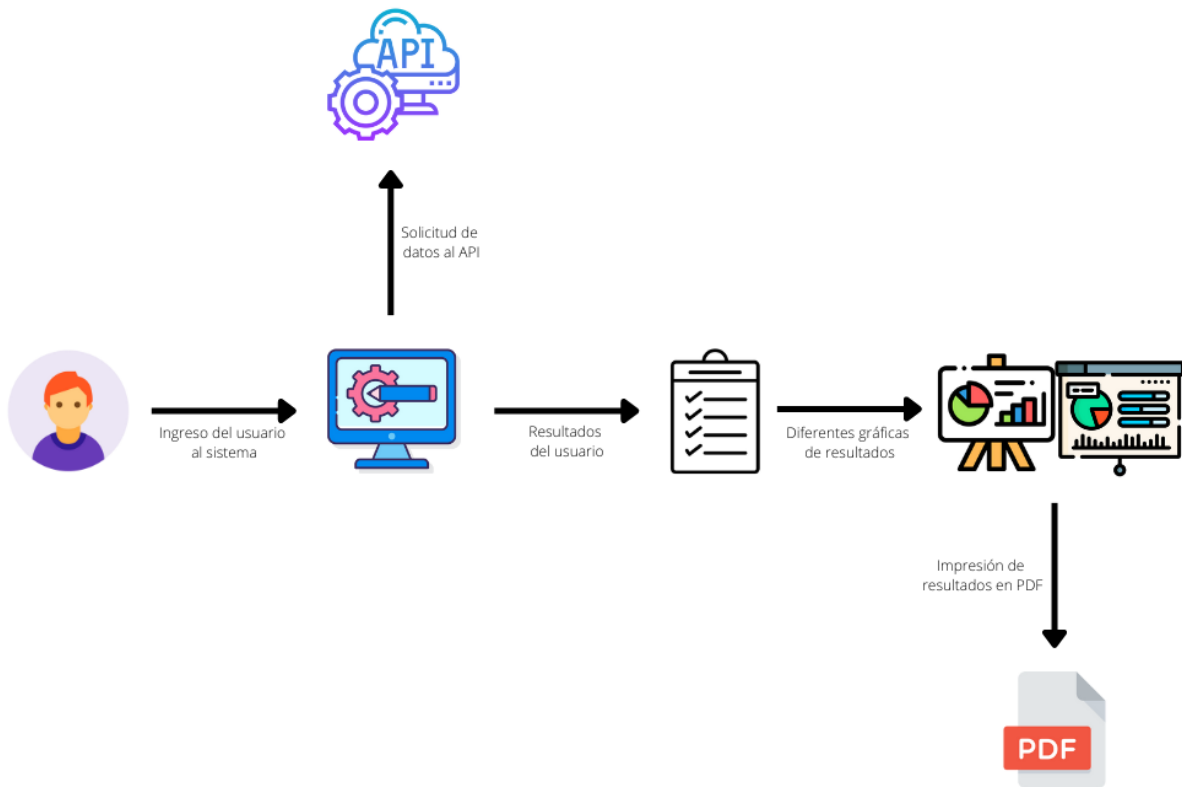 API
Solicitud de
datos al API
Ingreso del usuario
al sistema
Resultados
del usuario
Diferentes gráficas
de resultados
Impresión de
resultados en PDF
PDF